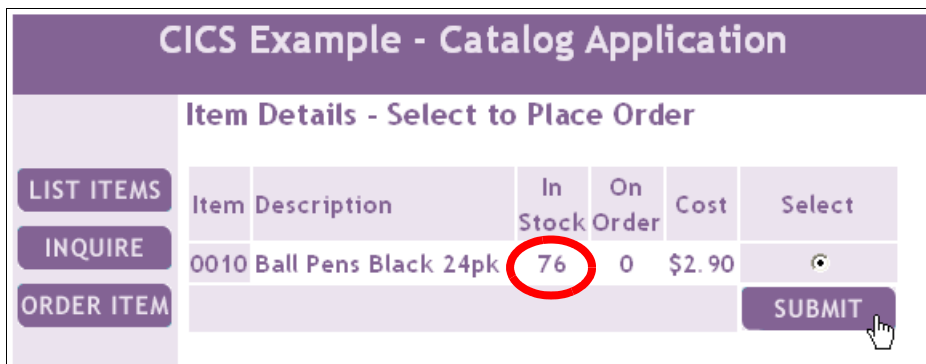 CICS Example - Catalog Application
Item Details - Select to Place Order
LIST ITEMS
INQUIRE
ORDER ITEM
Item Description In Stock On Order Cost Select
0010 Ball Pens Black 24pk 76 0 $2.90
SUBMIT